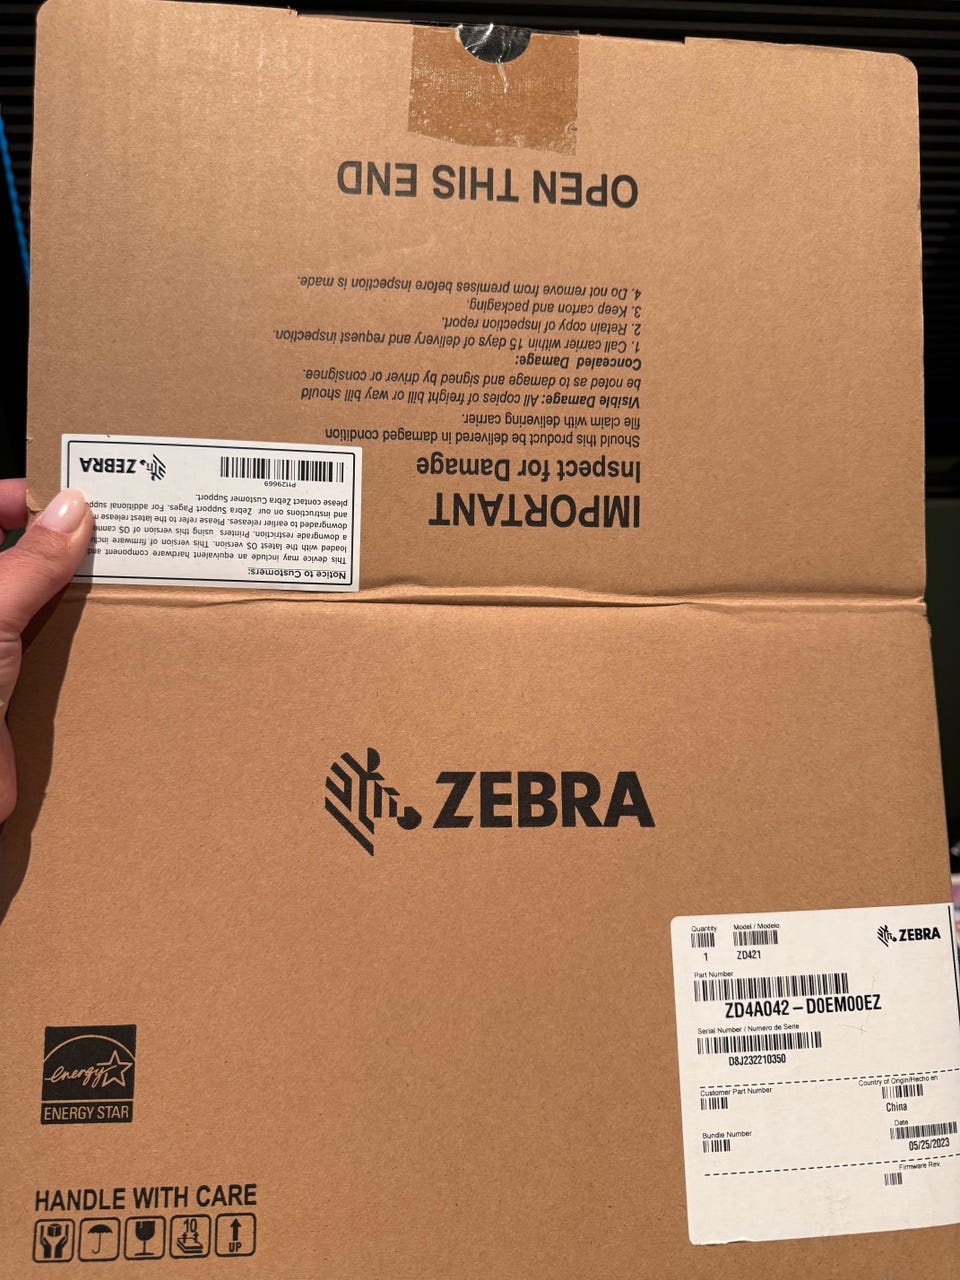 OPEN THIS END
IMPORTANT
Inspect for Damage
Should this product be delivered in damaged condition
file claim with delivering carrier.
Visible Damage: All copies of freight bill or way bill should
be noted as to damage and signed by driver or consignee.
Concealed Damage:
1. Call carrier within 15 days of delivery and request inspection.
2. Retain copy of inspection report.
3. Keep carton and packaging.
4. Do not remove from premises before inspection is made.
Notice to Customers:
This device may include an equivalent hardware component and
loaded with the latest OS version. This version of firmware
a downgrade restriction. Printers using this version of OS
downgraded to earlier releases. Please refer to the latest release
and instructions on our Zebra Support Pages. For additional
please contact Zebra Customer Support.
P1129669
ZEBRA
ZEBRA
Quantity
1
Model / Modelo
ZD421
ZEBRA
Part Number
ZD4A042-D0EM00EZ
Serial Number / Numero de Serie
D8J232210350
Customer Part Number
Country of Origin/Hecho en
China
Bundle Number
Date
05/25/2023
Firmware Rev.
energy
ENERGY STAR
HANDLE WITH CARE
10
UP